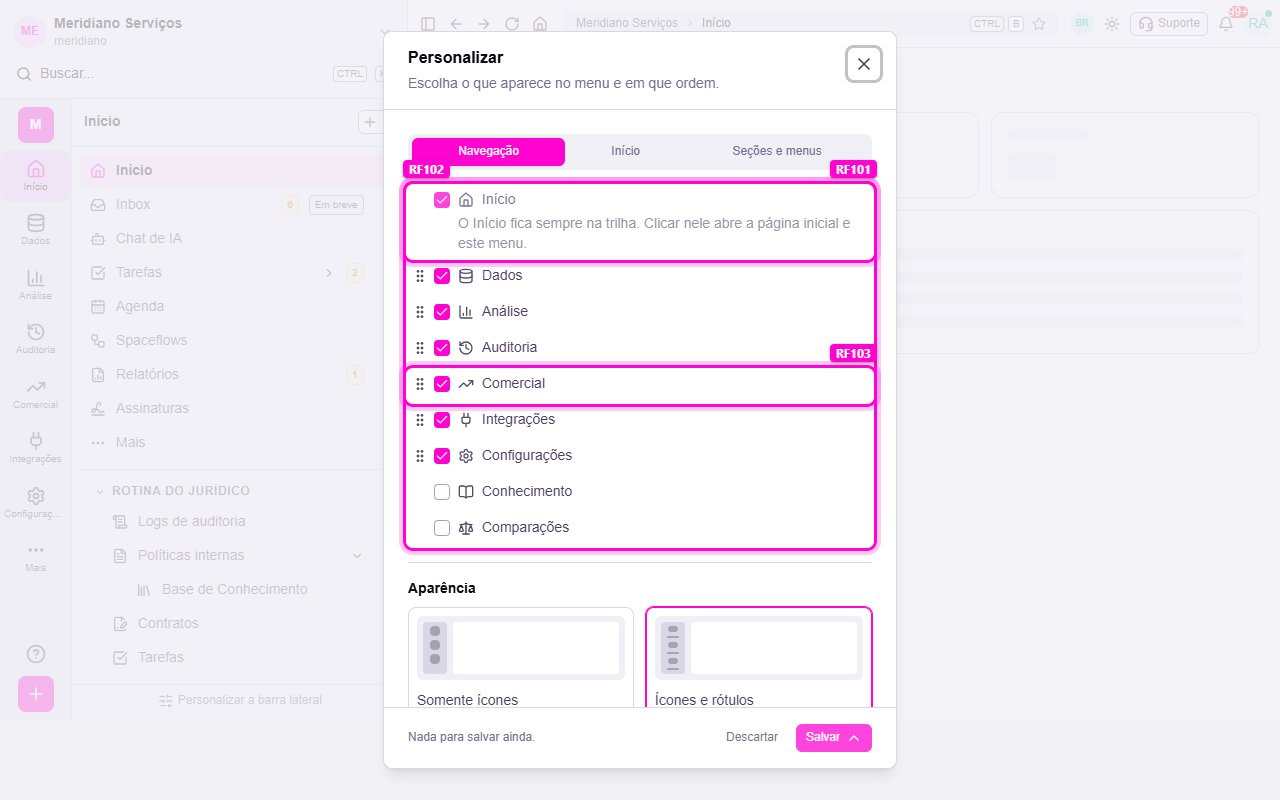 ME
Meridiano Serviços
meridiano
Meridiano Serviços > Início
CTRL B
BR
Suporte
99+
RA
Buscar...
CTRL
M
Início
Dados
Análise
Auditoria
Comercial
Integrações
Configuraç...
Mais
Início
Início
Inbox 6 Em breve
Chat de IA
Tarefas 3
Agenda
Spaceflows
Relatórios 1
Assinaturas
Mais
ROTINA DO JURÍDICO
Logs de auditoria
Políticas internas
Base de Conhecimento
Contratos
Tarefas
Personalizar a barra lateral
Personalizar
Escolha o que aparece no menu e em que ordem.
Navegação Início Seções e menus
RF102 RF101
Início
O Início fica sempre na trilha. Clicar nele abre a página inicial e
este menu.
Dados
Análise
Auditoria
RF103
Comercial
Integrações
Configurações
Conhecimento
Comparações
Aparência
Somente ícones Ícones e rótulos
Nada para salvar ainda. Descartar Salvar